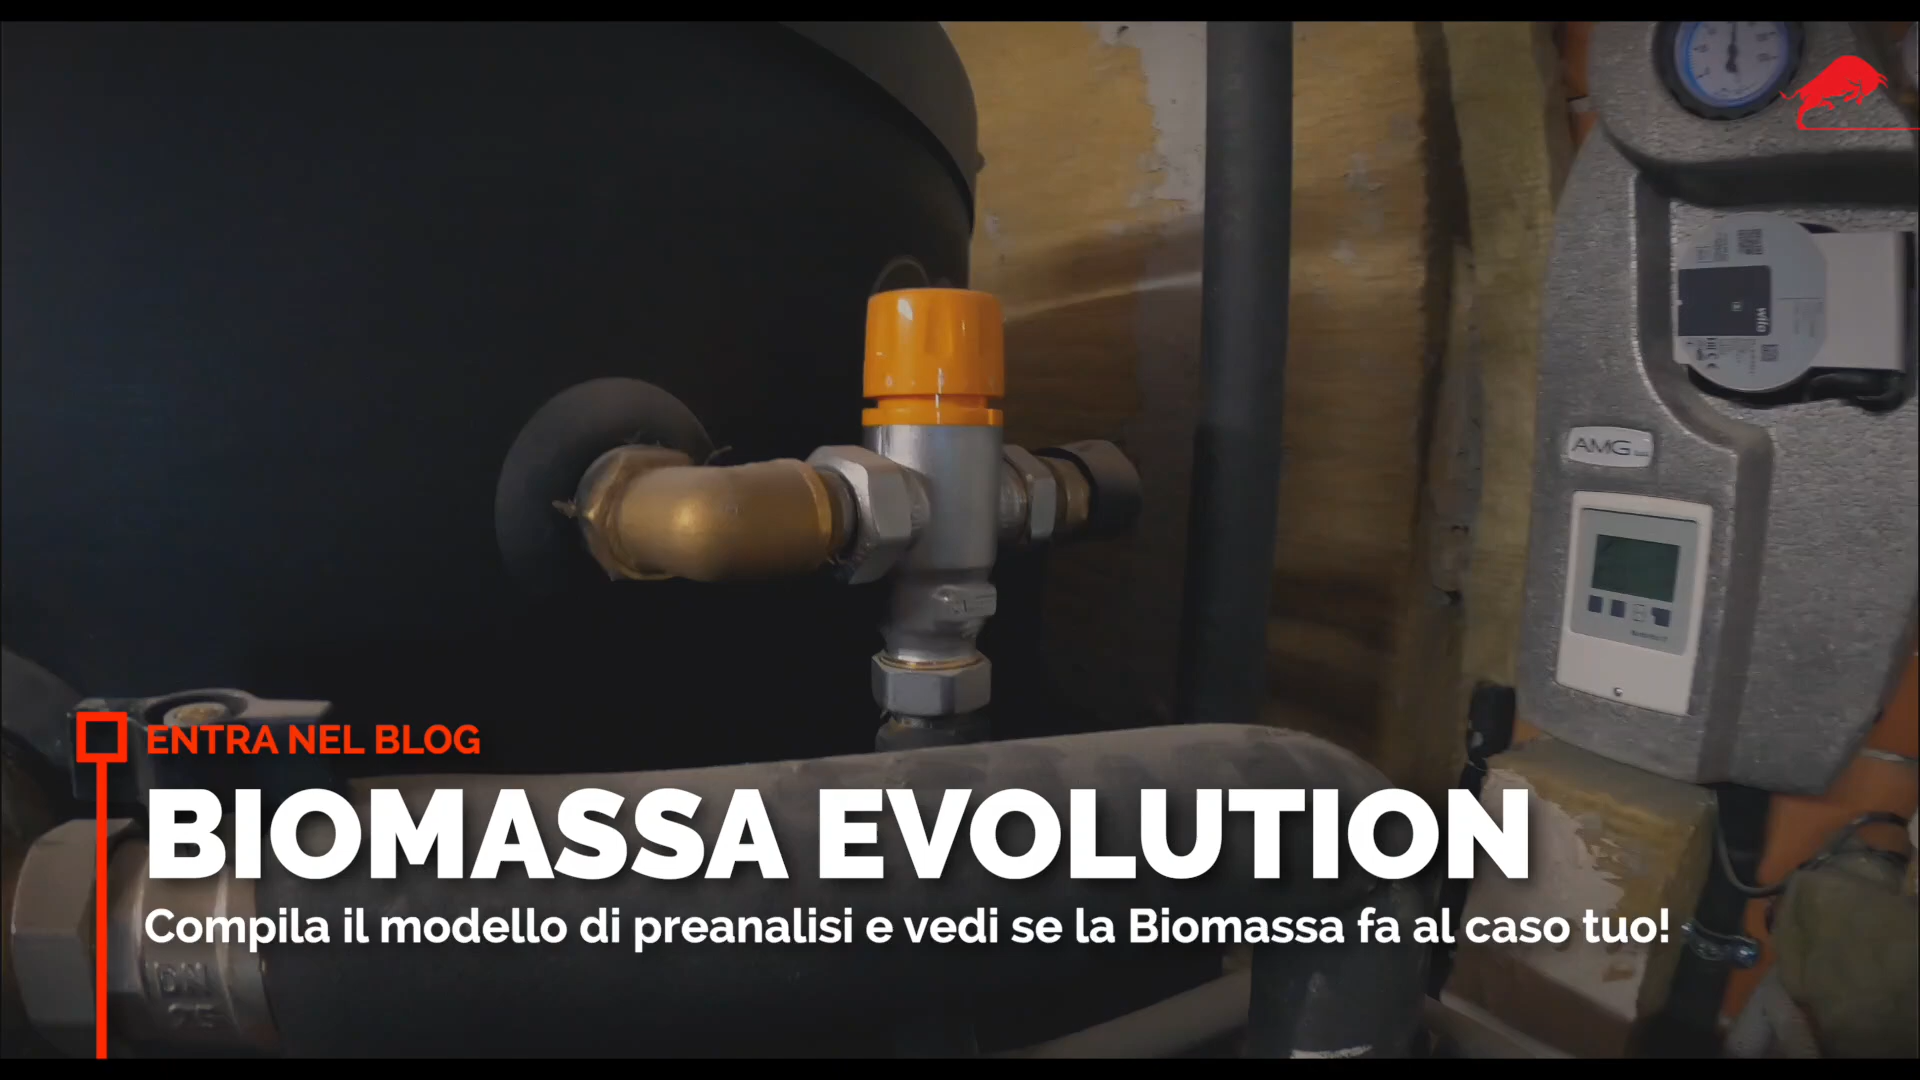 wilo
AMG
ENTRA NEL BLOG
BIOMASSA EVOLUTION
Compila il modello di preanalisi e vedi se la Biomassa fa al caso tuo!